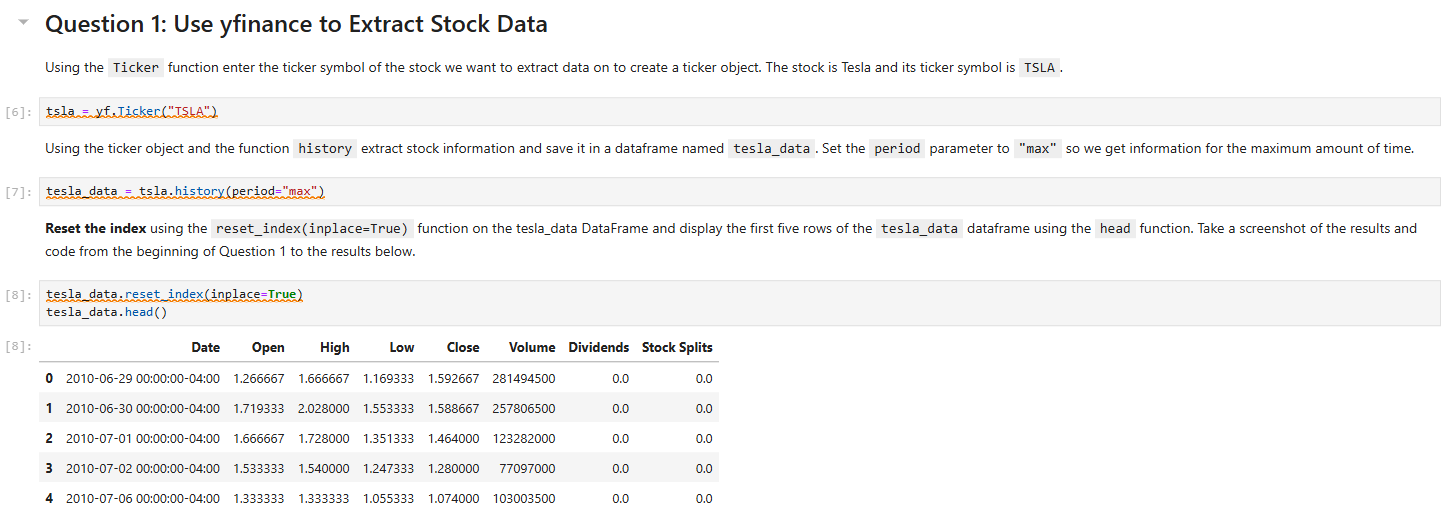 Question 1: Use yfinance to Extract Stock Data
Using the Ticker function enter the ticker symbol of the stock we want to extract data on to create a ticker object. The stock is Tesla and its ticker symbol is TSLA .
[6]: tsla = yf.Ticker("TSLA")
Using the ticker object and the function history extract stock information and save it in a dataframe named tesla_data . Set the period parameter to "max" so we get information for the maximum amount of time.
[7]: tesla_data = tsla.history(period="max")
Reset the index using the reset_index(inplace=True) function on the tesla_data DataFrame and display the first five rows of the tesla_data dataframe using the head function. Take a screenshot of the results and
code from the beginning of Question 1 to the results below.
[8]: tesla_data.reset_index(inplace=True)
tesla_data.head()
[8]: Date Open High Low Close Volume Dividends Stock Splits
0 2010-06-29 00:00:00-04:00 1.266667 1.666667 1.169333 1.592667 281494500 0.0 0.0
1 2010-06-30 00:00:00-04:00 1.719333 2.028000 1.553333 1.588667 257806500 0.0 0.0
2 2010-07-01 00:00:00-04:00 1.666667 1.728000 1.351333 1.464000 123282000 0.0 0.0
3 2010-07-02 00:00:00-04:00 1.533333 1.540000 1.247333 1.280000 77097000 0.0 0.0
4 2010-07-06 00:00:00-04:00 1.333333 1.333333 1.055333 1.074000 103003500 0.0 0.0